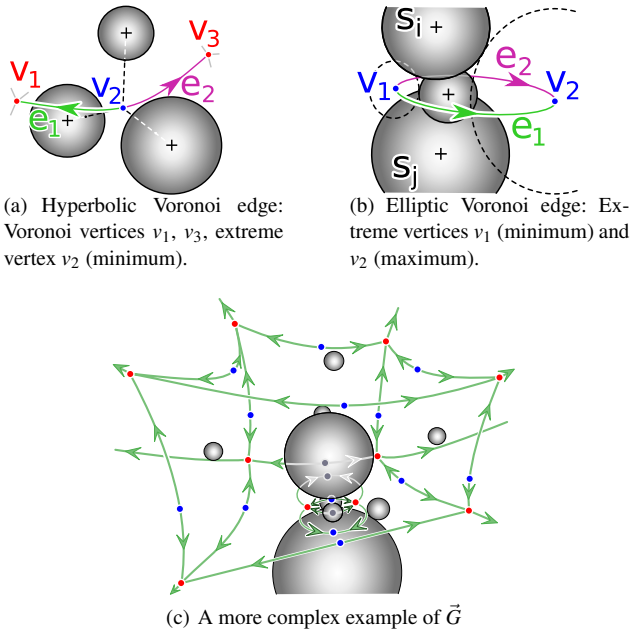 v1
v2
v3
e1
e2
si
v1
e2
v2
e1
sj
(a) Hyperbolic Voronoi edge:
Voronoi vertices v1, v3, extreme
vertex v2 (minimum).
(b) Elliptic Voronoi edge: Ex-
treme vertices v1 (minimum) and
v2 (maximum).
(c) A more complex example of G⃗